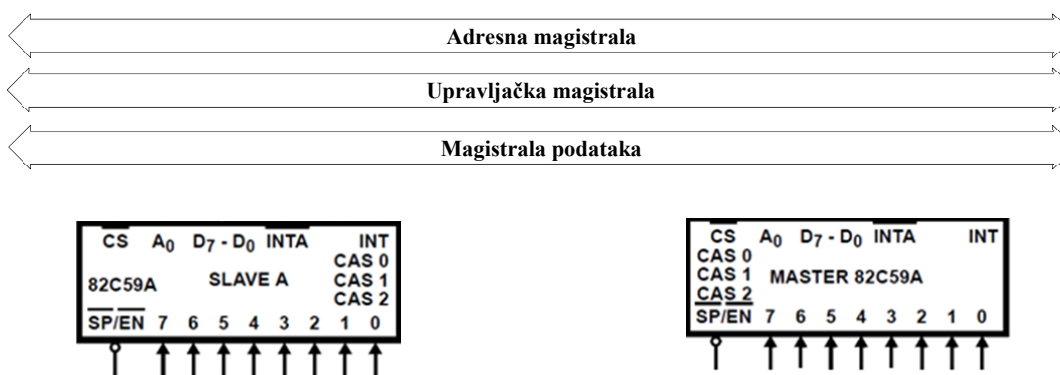 Adresna magistrala
Upravljačka magistrala
Magistrala podataka
CS A0 D7 - D0 INTA INT
CAS 0
82C59A SLAVE A CAS 1
CAS 2
SP/EN 7 6 5 4 3 2 1 0
CS A0 D7 - D0 INTA INT
CAS 0
CAS 1 MASTER 82C59A
CAS 2
SP/EN 7 6 5 4 3 2 1 0